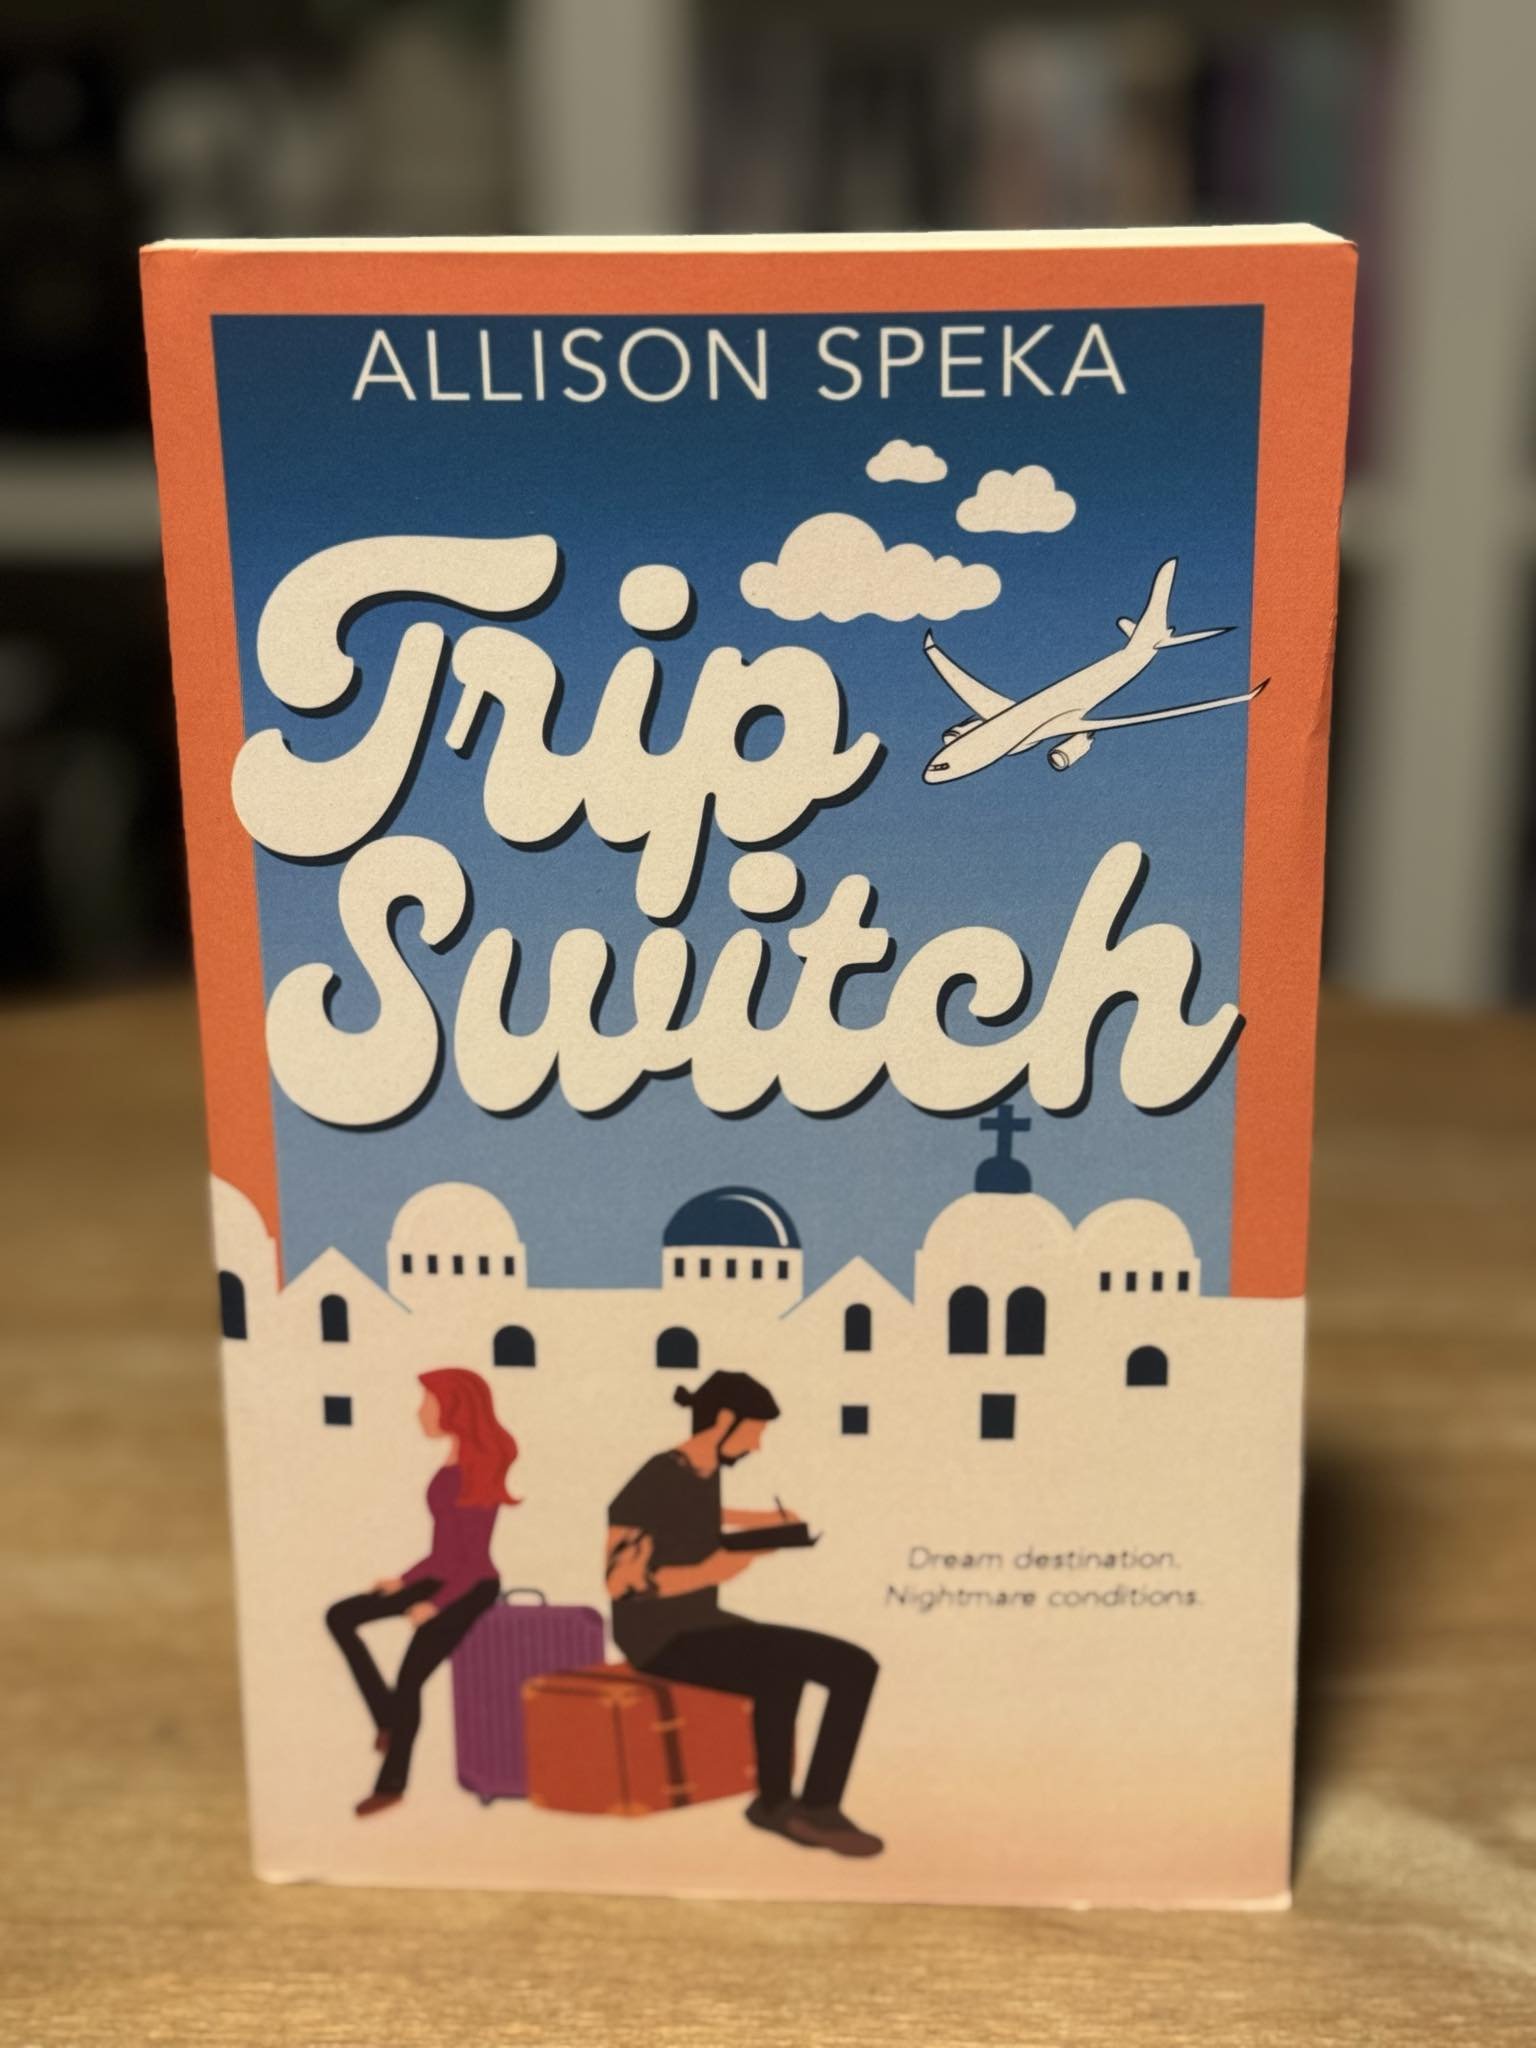 ALLISON SPEKA
Trip
Switch
Dream destination.
Nightmare conditions.